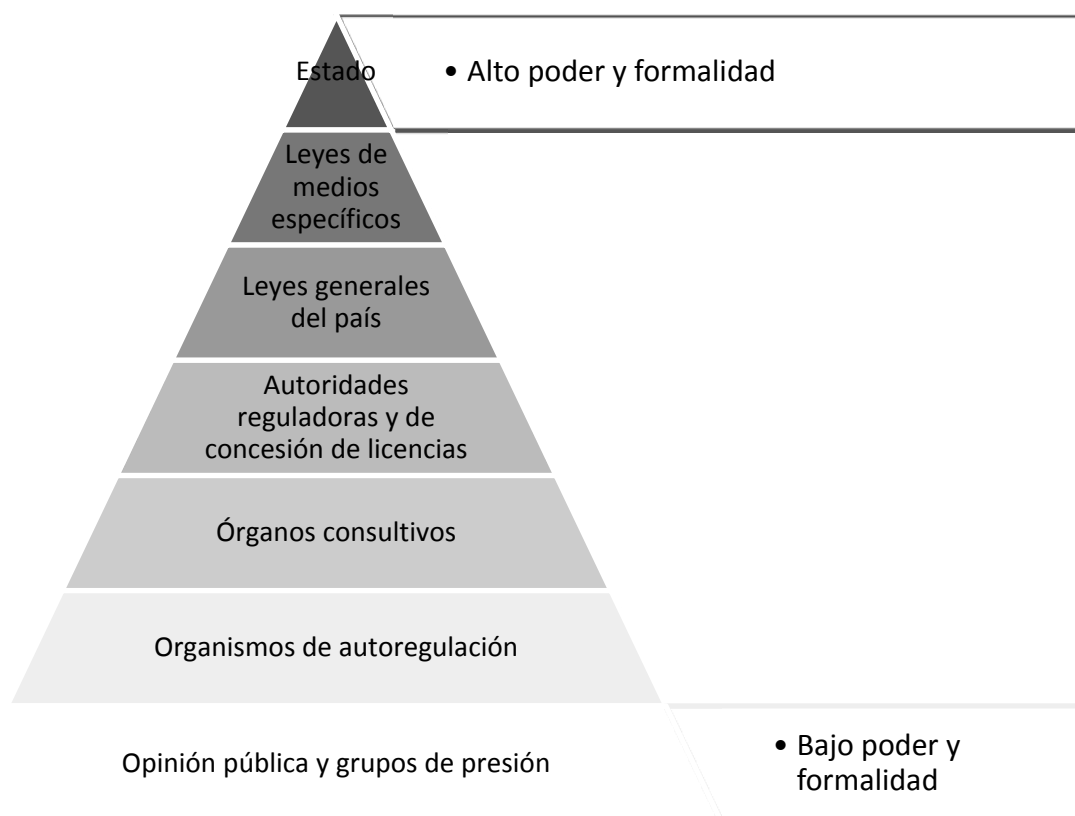 Estado
• Alto poder y formalidad
Leyes de
medios
específicos
Leyes generales
del país
Autoridades
reguladoras y de
concesión de licencias
Órganos consultivos
Organismos de autoregulación
Opinión pública y grupos de presión
• Bajo poder y
formalidad